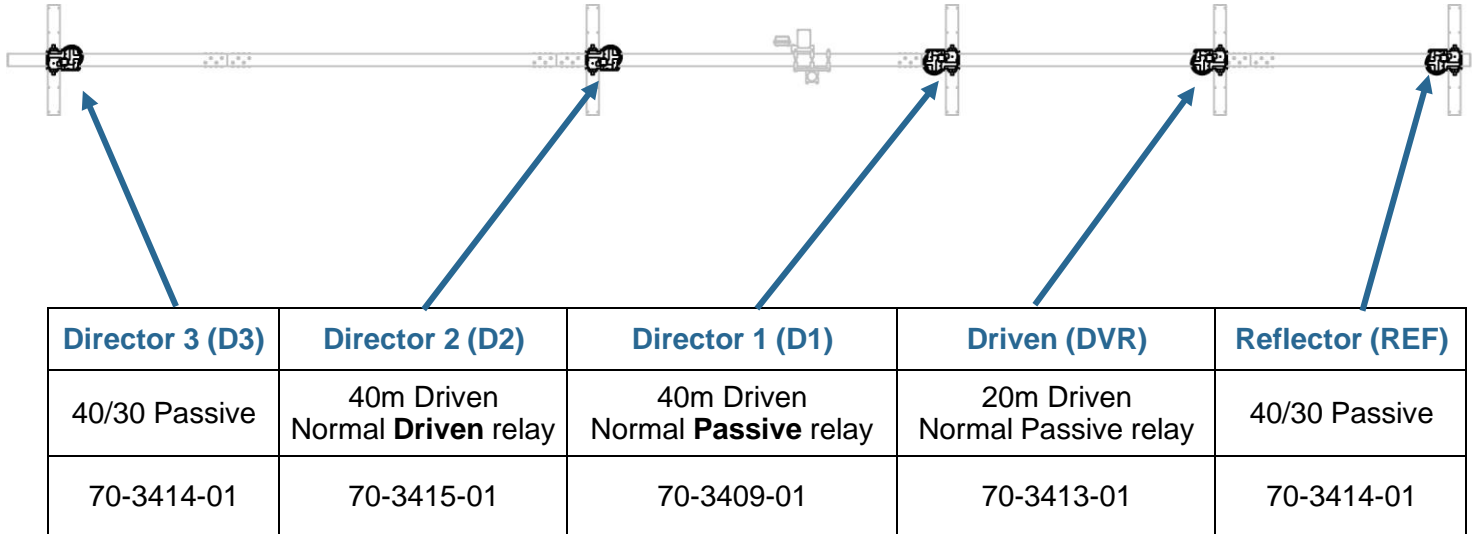 Director 3 (D3) Director 2 (D2) Director 1 (D1) Driven (DVR) Reflector (REF)
40/30 Passive 40m Driven Normal Driven relay 40m Driven Normal Passive relay 20m Driven Normal Passive relay 40/30 Passive
70-3414-01 70-3415-01 70-3409-01 70-3413-01 70-3414-01